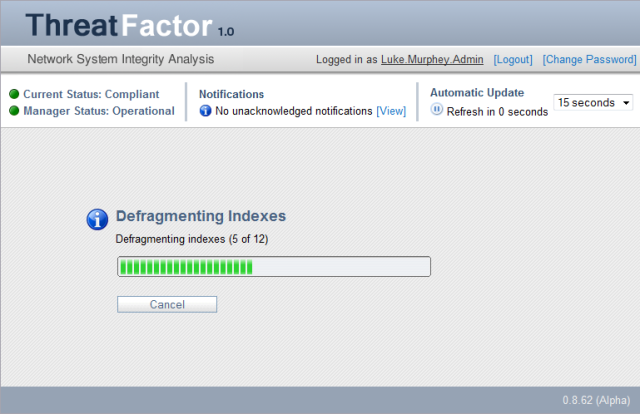 ThreatFactor 1.0
Network System Integrity Analysis Logged in as Luke.Murphey.Admin [Logout] [Change Password]
Current Status: Compliant
Manager Status: Operational
Notifications
No unacknowledged notifications [View]
Automatic Update
Refresh in 0 seconds
15 seconds
Defragmenting Indexes
Defragmenting indexes (5 of 12)
Cancel
0.8.62 (Alpha)